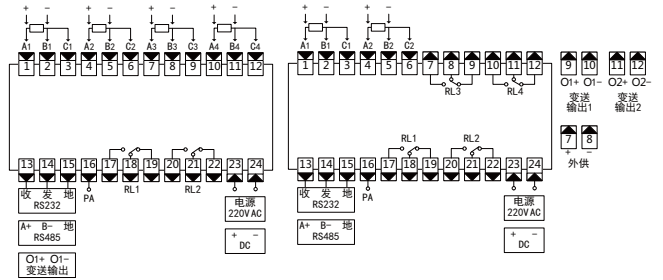 + - + - + - + -
A1 B1 C1 A2 B2 C2 A3 B3 C3 A4 B4 C4
1 2 3 4 5 6 7 8 9 10 11 12
13 14 15 16 17 18 19 20 21 22 23 24
收 发 地
RS232
PA
RL1
RL2
电源
220V AC
A+ B- 地
RS485
+ -
DC
O1+ O1-
变送输出
+ - + -
A1 B1 C1 A2 B2 C2
1 2 3 4 5 6 7 8 9 10 11 12
RL3
RL4
RL1
RL2
13 14 15 16 17 18 19 20 21 22 23 24
收 发 地
RS232
PA
电源
220V AC
A+ B- 地
RS485
+ -
DC
9 10
O1+ O1-
变送
输出1
11 12
O2+ O2-
变送
输出2
7 8
+ -
外供